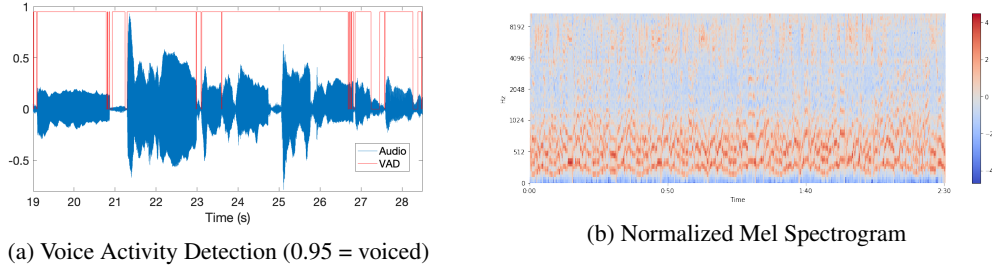 1
0.5
0
-0.5
Audio
VAD
19 20 21 22 23 24 25 26 27 28
Time (s)
(a) Voice Activity Detection (0.95 = voiced)
8192
4096
2048
1024
512
0
Hz
0:00 0:50 1:40 2:30
Time
4
2
0
-2
-4
(b) Normalized Mel Spectrogram